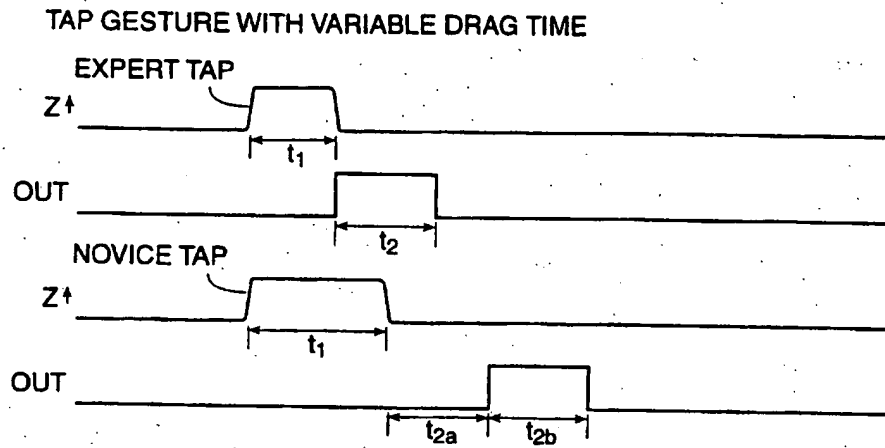 TAP GESTURE WITH VARIABLE DRAG TIME
EXPERT TAP
Z
t1
OUT
t2
NOVICE TAP
Z
t1
OUT
t2a t2b